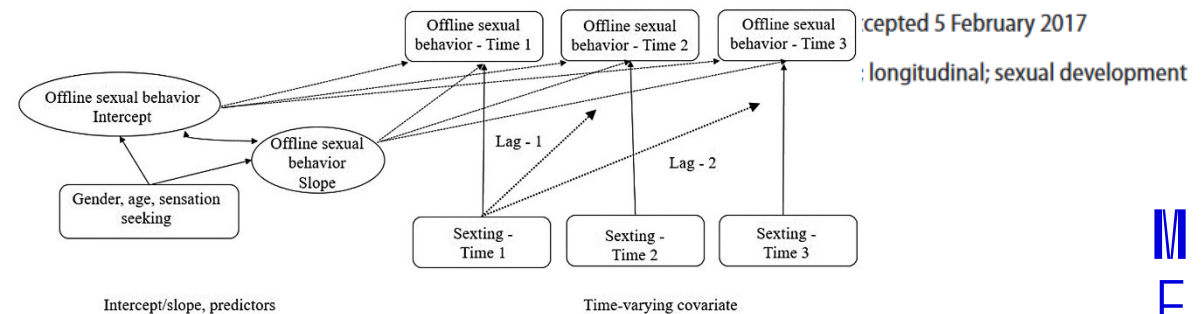 Offline sexual
behavior - Time 1
Offline sexual
behavior - Time 2
Offline sexual
behavior - Time 3
cepted 5 February 2017
; longitudinal; sexual development
Offline sexual behavior
Intercept
Offline sexual
behavior
Slope
Lag - 1
Lag - 2
Gender, age, sensation
seeking
Sexting -
Time 1
Sexting -
Time 2
Sexting -
Time 3
Intercept/slope, predictors
Time-varying covariate